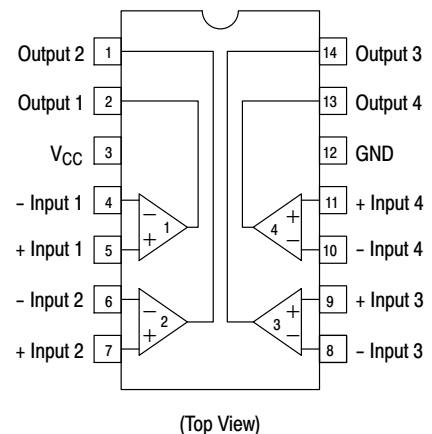 Output 2 1 14 Output 3
Output 1 2 13 Output 4
VCC 3 12 GND
– Input 1 4 11 + Input 4
+ Input 1 5 10 – Input 4
– Input 2 6 9 + Input 3
+ Input 2 7 8 – Input 3
– + 1
+ – 4
– + 2
+ – 3
(Top View)